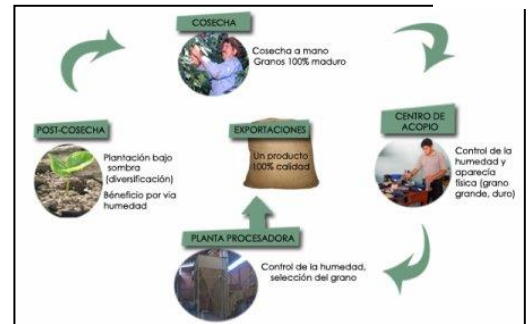 COSECHA
Cosecha a mano
Granos 100% maduro
CENTRO DE
ACOPIO
Control de la
humedad y
aparecía
física (grano
grande, duro)
PLANTA PROCESADORA
Control de la humedad,
selección del grano
EXPORTACIONES
Un producto
100% calidad
POST-COSECHA
Plantación bajo
sombra
(diversificación)
Béneficio por vía
humedad